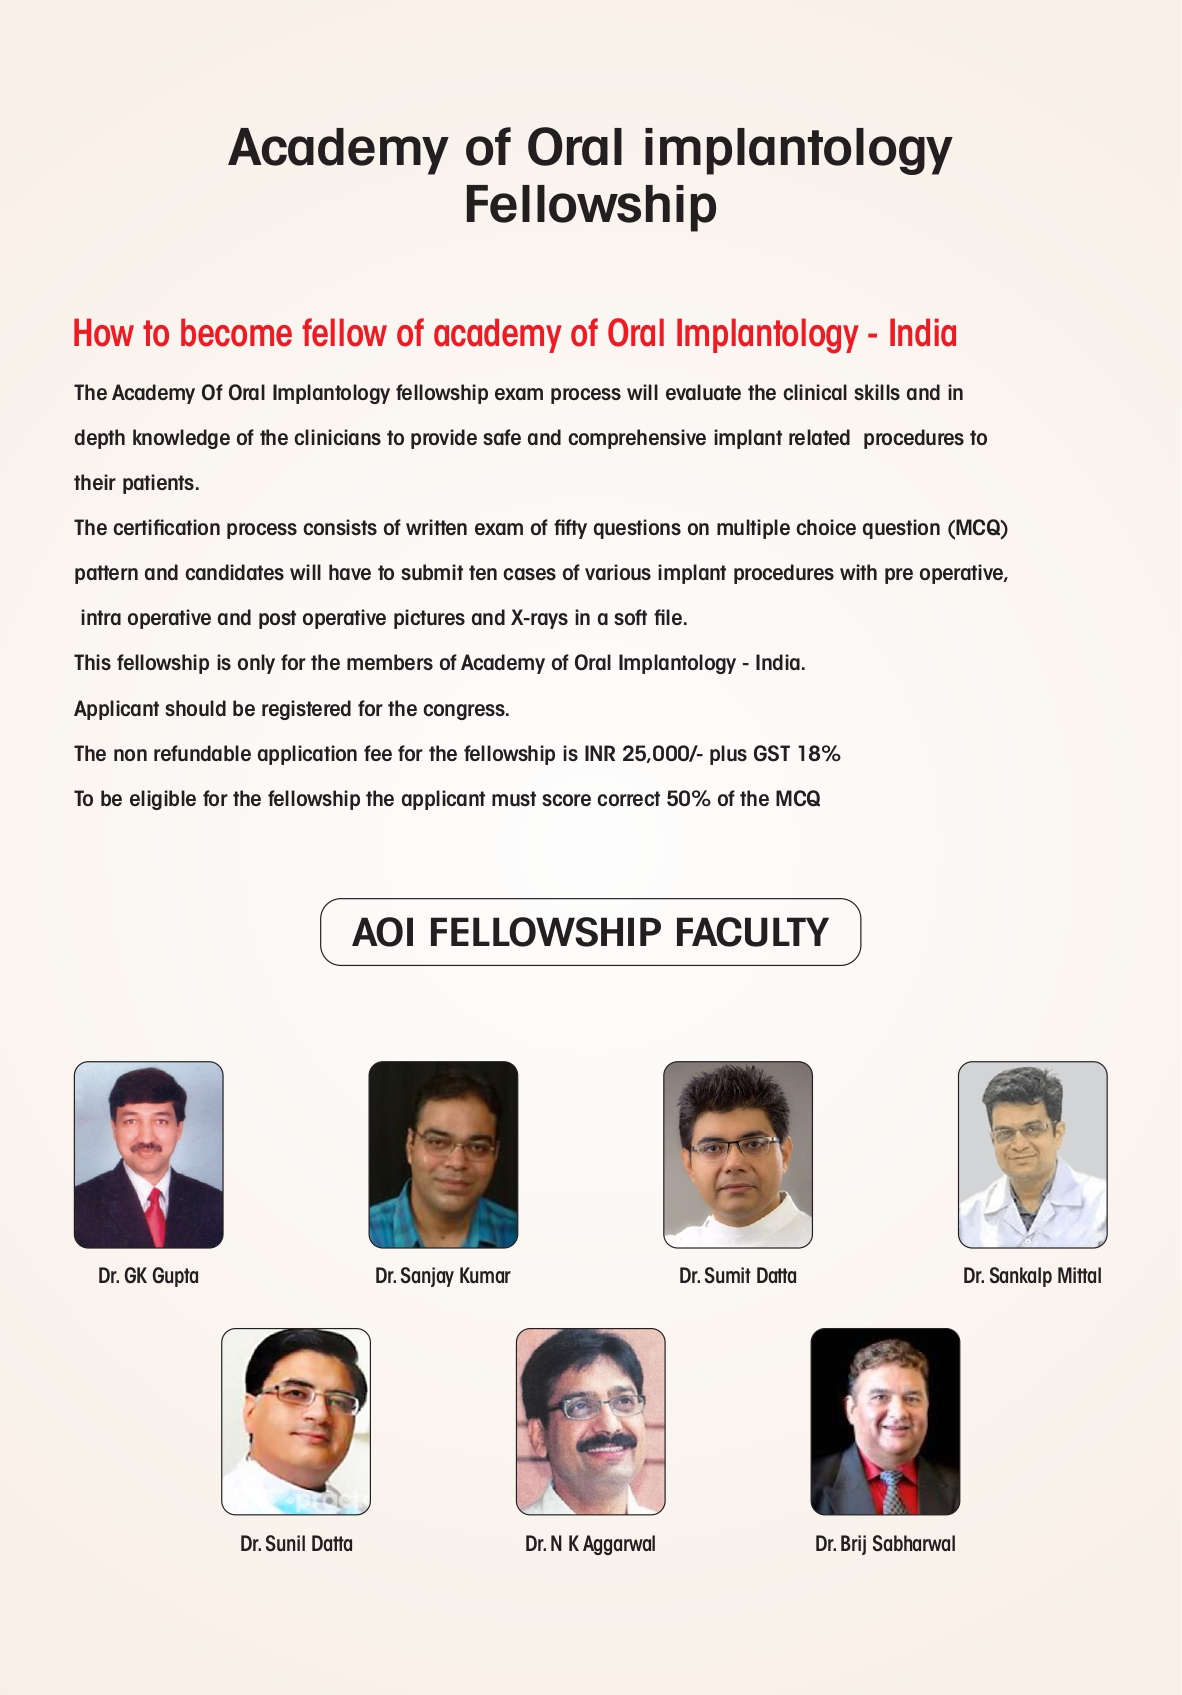 Academy of Oral implantology
Fellowship
How to become fellow of academy of Oral Implantology - India
The Academy Of Oral Implantology fellowship exam process will evaluate the clinical skills and in
depth knowledge of the clinicians to provide safe and comprehensive implant related  procedures to
their patients.
The certification process consists of written exam of fifty questions on multiple choice question (MCQ)
pattern and candidates will have to submit ten cases of various implant procedures with pre operative,
intra operative and post operative pictures and X-rays in a soft file.
This fellowship is only for the members of Academy of Oral Implantology - India.
Applicant should be registered for the congress.
The non refundable application fee for the fellowship is INR 25,000/- plus GST 18%
To be eligible for the fellowship the applicant must score correct 50% of the MCQ
AOI FELLOWSHIP FACULTY
Dr. GK Gupta
Dr. Sanjay Kumar
Dr. Sumit Datta
Dr. Sankalp Mittal
Dr. Sunil Datta
Dr. N K Aggarwal
Dr. Brij Sabharwal